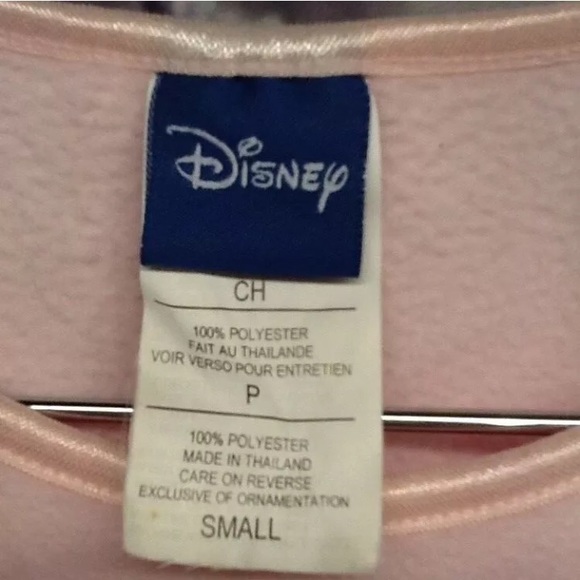 Disney
CH
100% POLYESTER
FAIT AU THAILANDE
VOIR VERSO POUR ENTRETIEN
P
100% POLYESTER
MADE IN THAILAND
CARE ON REVERSE
EXCLUSIVE OF ORNAMENTATION
SMALL